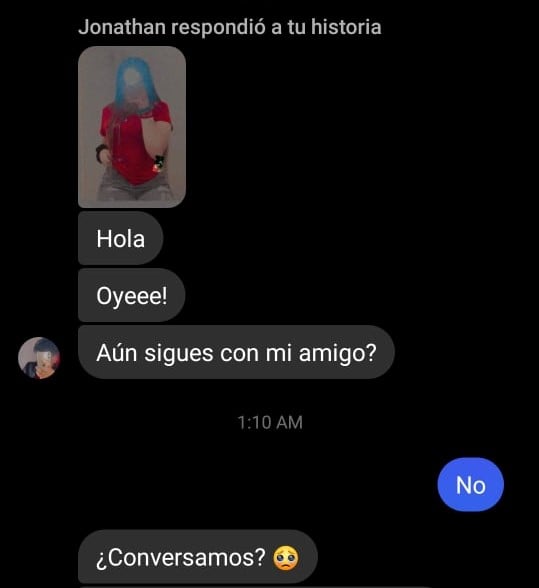 Jonathan respondió a tu historia
Hola
Oyeee!
Aún sigues con mi amigo?
1:10 AM
No
¿Conversamos? 🥺